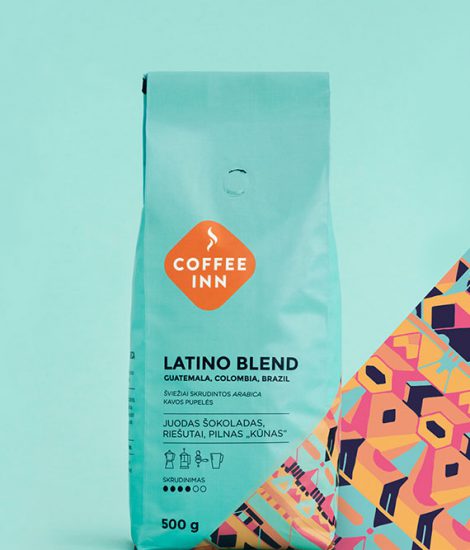 COFFEE
INN
LATINO BLEND
GUATEMALA, COLOMBIA, BRAZIL
ŠVIEŽIAI SKRUDINTOS ARABICA
KAVOS PUPELĖS
JUODAS ŠOKOLADAS,
RIEŠUTAI, PILNAS „KŪNAS“
SKRUDINIMAS
500 g